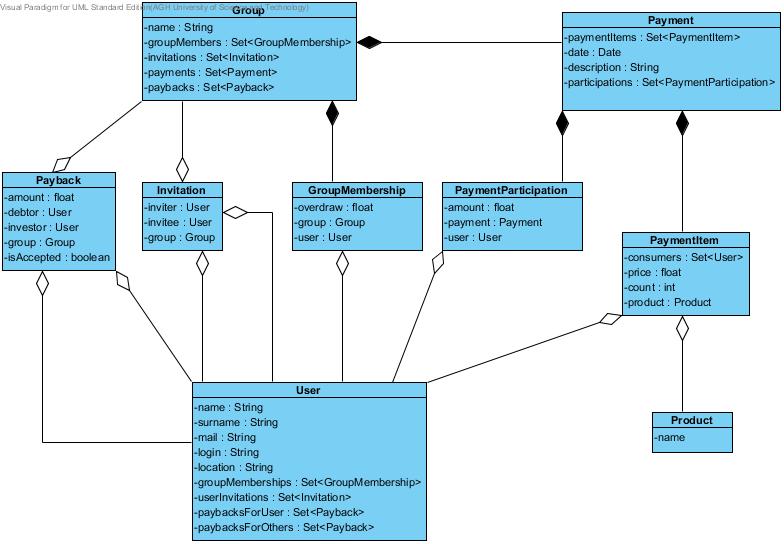 Visual Paradigm for UML Standard Edition(AGH University of Science and Technology)
Group
-name : String
-groupMembers : Set<GroupMembership>
-invitations : Set<Invitation>
-payments : Set<Payment>
-paybacks : Set<Payback>
Payment
-paymentItems : Set<PaymentItem>
-date : Date
-description : String
-participations : Set<PaymentParticipation>
Payback
-amount : float
-debtor : User
-investor : User
-group : Group
-isAccepted : boolean
Invitation
-inviter : User
-invitee : User
-group : Group
GroupMembership
-overdraw : float
-group : Group
-user : User
PaymentParticipation
-amount : float
-payment : Payment
-user : User
PaymentItem
-consumers : Set<User>
-price : float
-count : int
-product : Product
User
-name : String
-surname : String
-mail : String
-login : String
-location : String
-groupMemberships : Set<GroupMembership>
-userInvitations : Set<Invitation>
-paybacksForUser : Set<Payback>
-paybacksForOthers : Set<Payback>
Product
-name